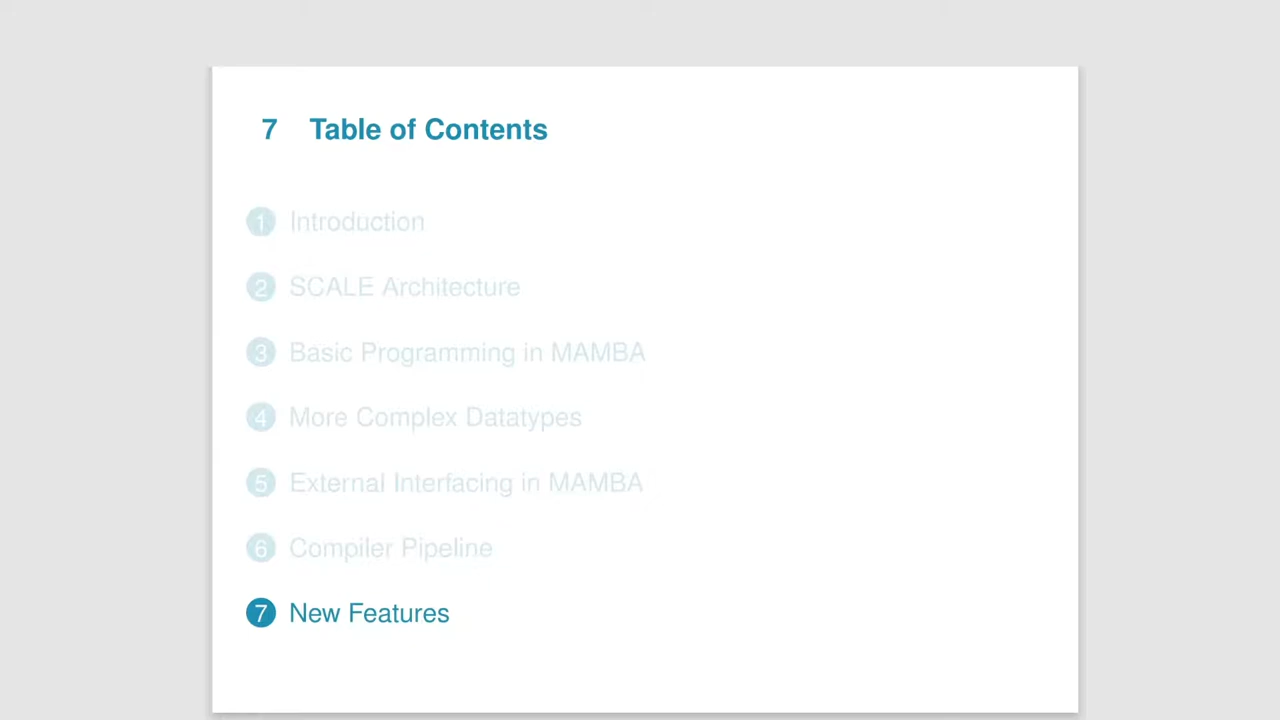 7 Table of Contents
1 Introduction
2 SCALE Architecture
3 Basic Programming in MAMBA
4 More Complex Datatypes
5 External Interfacing in MAMBA
6 Compiler Pipeline
7 New Features